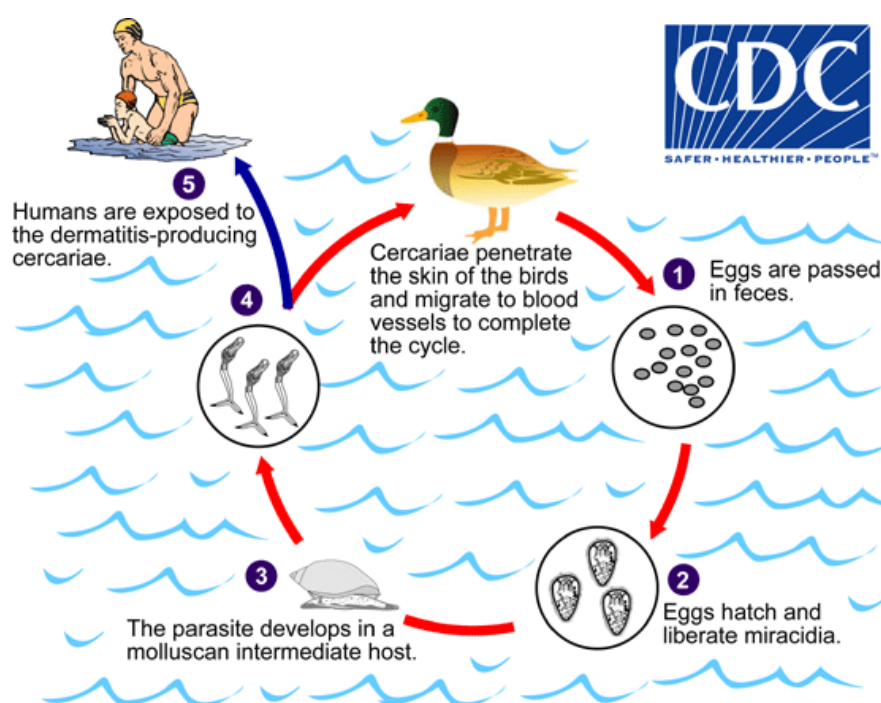 CDC
SAFER•HEALTHIER•PEOPLE™
5
Humans are exposed to
the dermatitis-producing
cercariae.
4
Cercariae penetrate
the skin of the birds
and migrate to blood
vessels to complete
the cycle.
1
Eggs are passed
in feces.
3
The parasite develops in a
molluscan intermediate host.
2
Eggs hatch and
liberate miracidia.